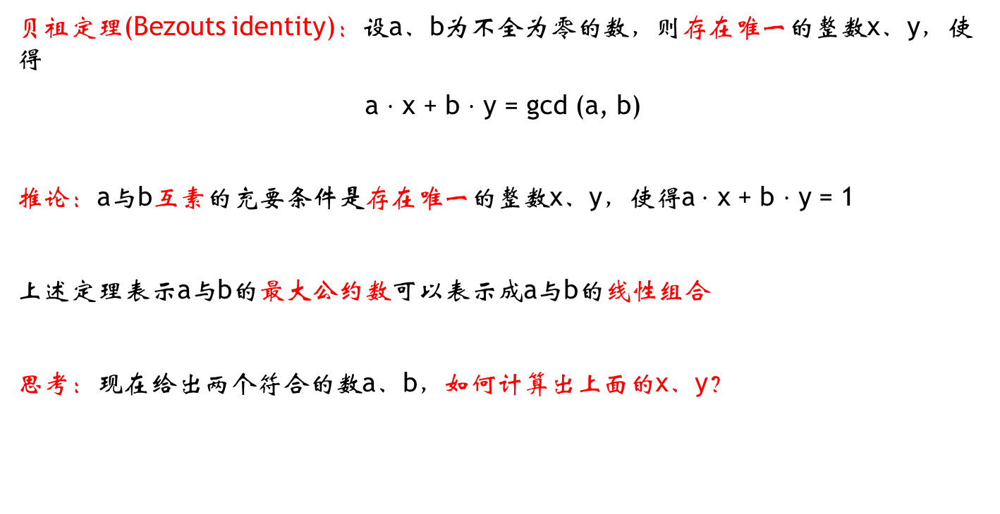 贝祖定理(Bezouts identity)：设a、b为不全为零的数，则存在唯一的整数x、y，使
得
a · x + b · y = gcd (a, b)
推论：a与b互素的充要条件是存在唯一的整数x、y，使得a · x + b · y = 1
上述定理表示a与b的最大公约数可以表示成a与b的线性组合
思考：现在给出两个符合的数a、b，如何计算出上面的x、y？